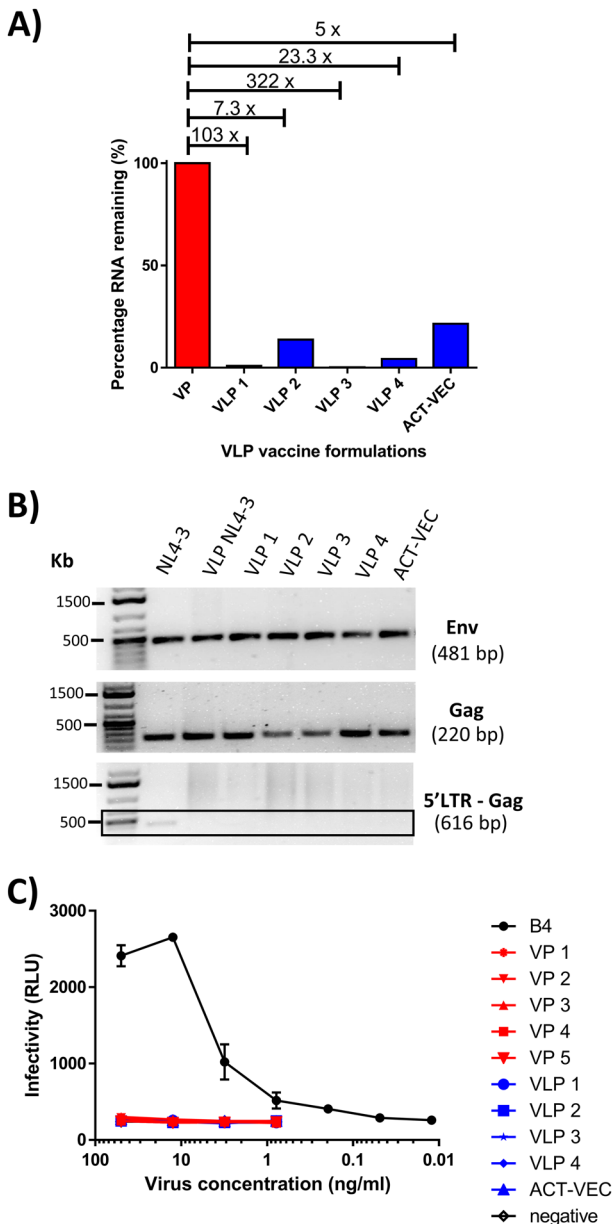 A)
5 x
23.3 x
322 x
7.3 x
103 x
Percentage RNA remaining (%)
100
50
0
VP
VLP 1
VLP 2
VLP 3
VLP 4
ACT-VEC
VLP vaccine formulations
B)
Kb
NL4-3
VLP NL4-3
VLP 1
VLP 2
VLP 3
VLP 4
ACT-VEC
1500
500
Env
(481 bp)
1500
500
Gag
(220 bp)
1500
500
5'LTR - Gag
(616 bp)
C)
Infectivity (RLU)
3000
2000
1000
0
100
10
1
0.1
0.01
Virus concentration (ng/ml)
B4
VP 1
VP 2
VP 3
VP 4
VP 5
VLP 1
VLP 2
VLP 3
VLP 4
ACT-VEC
negative